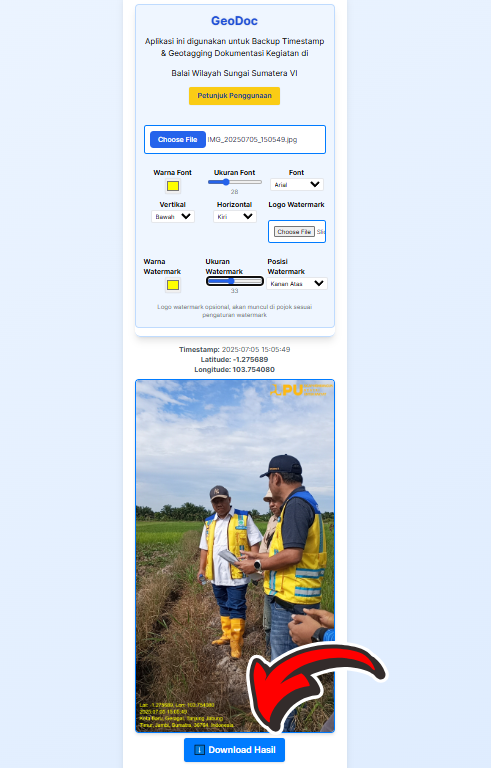 GeoDoc
Aplikasi ini digunakan untuk Backup Timestamp
& Geotagging Dokumentasi Kegiatan di
Balai Wilayah Sungai Sumatera VI
Petunjuk Penggunaan
Choose File IMG_20250705_150549.jpg
Warna Font Ukuran Font Font
28 Arial
Vertikal Horizontal Logo Watermark
Bawah Kiri
Choose File
Warna Watermark Ukuran Watermark Posisi Watermark
33 Kanan Atas
Logo watermark opsional, akan muncul di pojok sesuai
pengaturan watermark
Timestamp: 2025:07:05 15:05:49
Latitude: -1.275689
Longitude: 103.754080
PU
Lat: -1.275689, Lon: 103.754080
2025:07:05 15:05:49
Kota Baru, Geragai, Tanjung Jabung
Timur, Jambi, Sumatra, 36764, Indonesia
Download Hasil